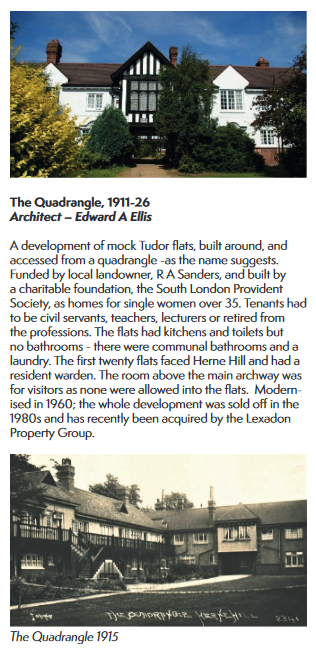 The Quadrangle, 1911-26
Architect – Edward A Ellis
A development of mock Tudor flats, built around, and
accessed from a quadrangle -as the name suggests.
Funded by local landowner, R A Sanders, and built by
a charitable foundation, the South London Provident
Society, as homes for single women over 35. Tenants had
to be civil servants, teachers, lecturers or retired from
the professions. The flats had kitchens and toilets but
no bathrooms - there were communal bathrooms and a
laundry. The first twenty flats faced Herne Hill and had a
resident warden. The room above the main archway was
for visitors as none were allowed into the flats. Modern-
ised in 1960; the whole development was sold off in the
1980s and has recently been acquired by the Lexadon
Property Group.
THE QUADRANGLE HERNE HILL
The Quadrangle 1915